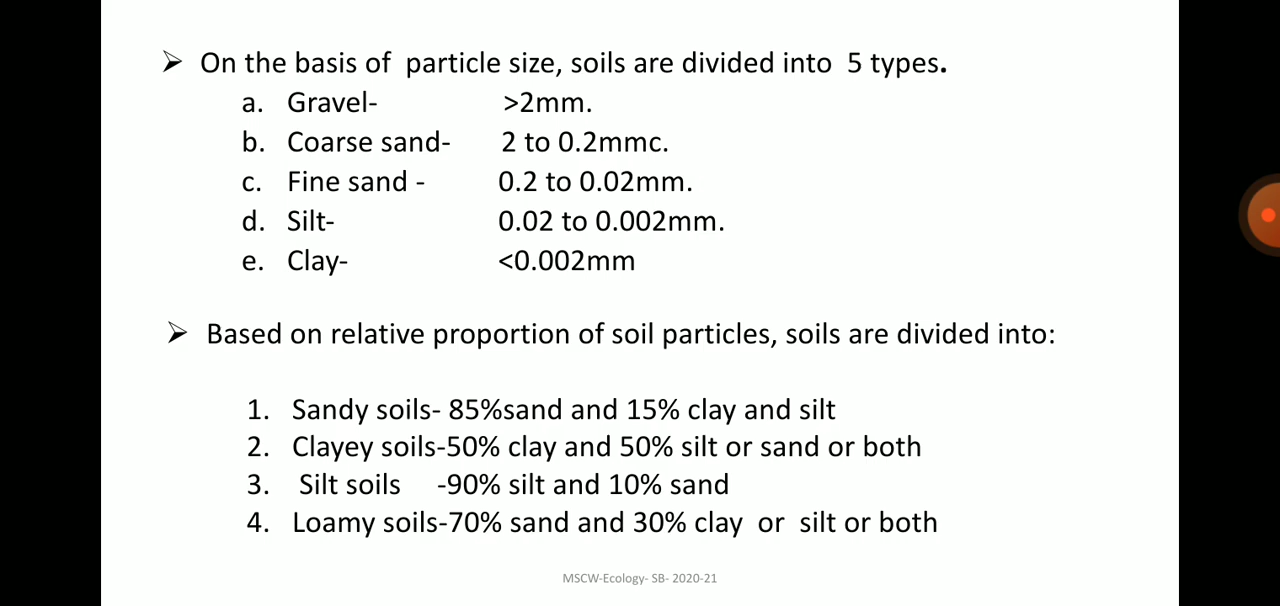 ➢ On the basis of particle size, soils are divided into 5 types.
a. Gravel- >2mm.
b. Coarse sand- 2 to 0.2mmc.
c. Fine sand - 0.2 to 0.02mm.
d. Silt- 0.02 to 0.002mm.
e. Clay- <0.002mm
➢ Based on relative proportion of soil particles, soils are divided into:
1. Sandy soils- 85%sand and 15% clay and silt
2. Clayey soils-50% clay and 50% silt or sand or both
3. Silt soils -90% silt and 10% sand
4. Loamy soils-70% sand and 30% clay or silt or both
MSCW-Ecology- SB- 2020-21